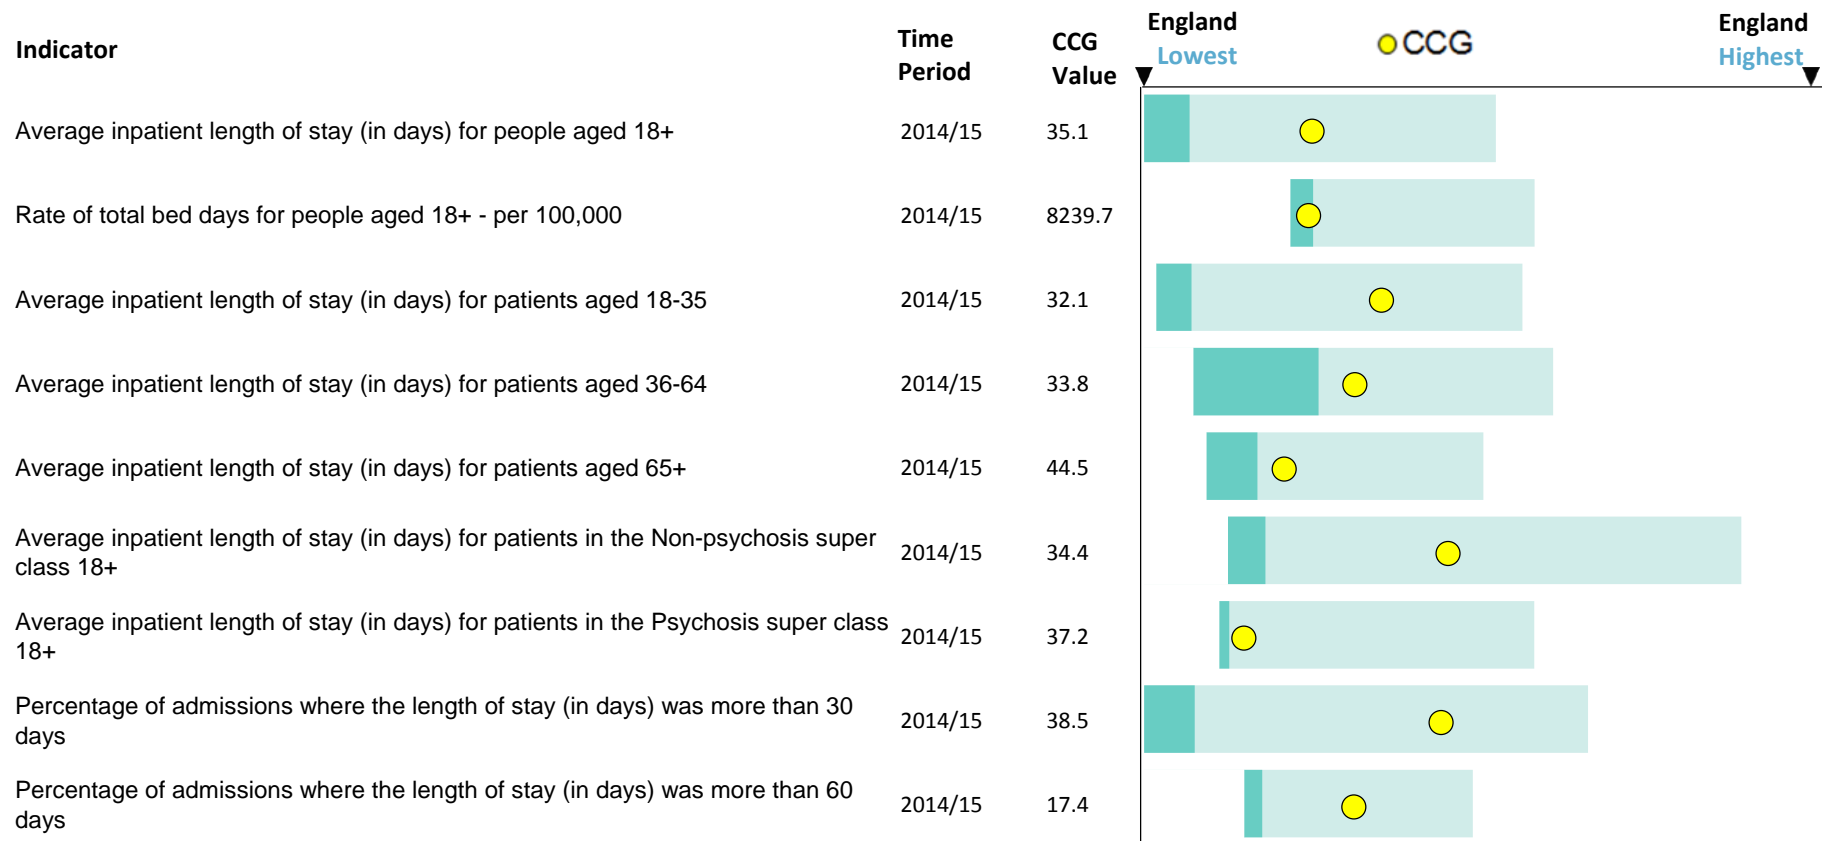 Indicator
Time
Period
CCG
Value
England
Lowest
CCG
England
Highest
Average inpatient length of stay (in days) for people aged 18+ 2014/15 35.1
Rate of total bed days for people aged 18+ - per 100,000 2014/15 8239.7
Average inpatient length of stay (in days) for patients aged 18-35 2014/15 32.1
Average inpatient length of stay (in days) for patients aged 36-64 2014/15 33.8
Average inpatient length of stay (in days) for patients aged 65+ 2014/15 44.5
Average inpatient length of stay (in days) for patients in the Non-psychosis super
class 18+
2014/15 34.4
Average inpatient length of stay (in days) for patients in the Psychosis super class
18+
2014/15 37.2
Percentage of admissions where the length of stay (in days) was more than 30
days
2014/15 38.5
Percentage of admissions where the length of stay (in days) was more than 60
days
2014/15 17.4